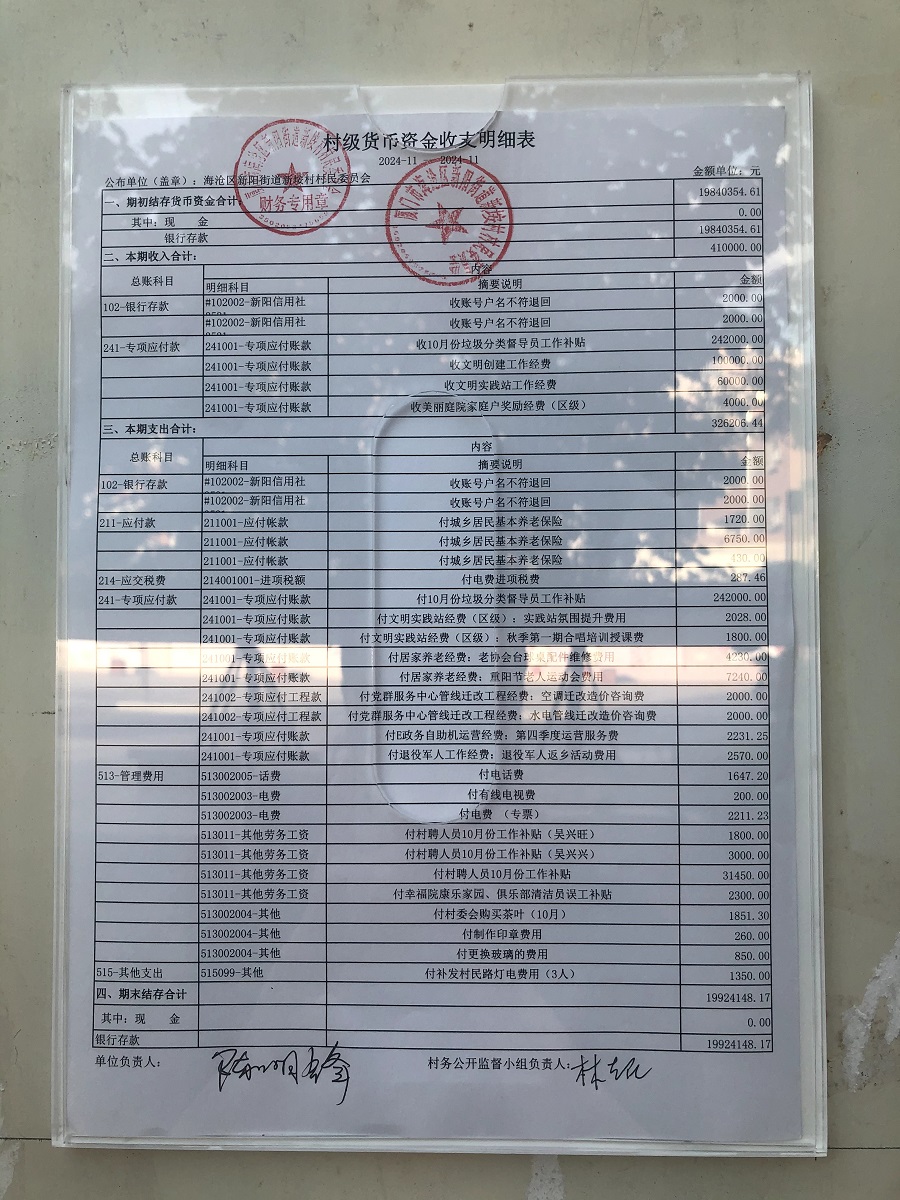 村级货币资金收支明细表
2024-11 — 2024-11
公布单位（盖章）：海沧区新阳街道新垵村村民委员会 金额单位：元
一、期初结存货币资金合计 19840354.61
其中：现 金 0.00
银行存款 19840354.61
二、本期收入合计： 410000.00
总账科目 内容
明细科目 摘要说明 金额
102-银行存款 #102002-新阳信用社 收账号户名不符退回 2000.00
#102002-新阳信用社 收账号户名不符退回 2000.00
241-专项应付款 241001-专项应付账款 收10月份垃圾分类督导员工作补贴 242000.00
241001-专项应付账款 收文明创建工作经费 100000.00
241001-专项应付账款 收文明实践站工作经费 60000.00
241001-专项应付账款 收美丽庭院家庭户奖励经费（区级） 4000.00
三、本期支出合计： 326206.44
总账科目 内容
明细科目 摘要说明 金额
102-银行存款 #102002-新阳信用社 收账号户名不符退回 2000.00
#102002-新阳信用社 收账号户名不符退回 2000.00
211-应付款 211001-应付帐款 付城乡居民基本养老保险 1720.00
211001-应付帐款 付城乡居民基本养老保险 6750.00
211001-应付帐款 付城乡居民基本养老保险 430.00
214-应交税费 214001001-进项税额 付电费进项税费 287.46
241-专项应付款 241001-专项应付账款 付10月份垃圾分类督导员工作补贴 242000.00
241001-专项应付账款 付文明实践站经费（区级）：实践站氛围提升费用 2028.00
241001-专项应付账款 付文明实践站经费（区级）：秋季第一期合唱培训授课费 1800.00
241001-专项应付账款 付居家养老经费：老协会台球桌配件维修费用 4230.00
241001-专项应付账款 付居家养老经费：重阳节老人运动会费用 7240.00
241002-专项应付工程款 付党群服务中心管线迁改工程经费：空调迁改造价咨询费 2000.00
241002-专项应付工程款 付党群服务中心管线迁改工程经费：水电管线迁改造价咨询费 2000.00
241001-专项应付账款 付E政务自助机运营经费：第四季度运营服务费 2231.25
241001-专项应付账款 付退役军人工作经费：退役军人返乡活动费用 2570.00
513-管理费用 513002005-话费 付电话费 1647.20
513002003-电费 付有线电视费 200.00
513002003-电费 付电费 （专票） 2211.23
513011-其他劳务工资 付村聘人员10月份工作补贴（吴兴旺） 1800.00
513011-其他劳务工资 付村聘人员10月份工作补贴（吴兴兴） 3000.00
513011-其他劳务工资 付村聘人员10月份工作补贴 31450.00
513011-其他劳务工资 付幸福院康乐家园、俱乐部清洁员误工补贴 2300.00
513002004-其他 付村委会购买茶叶（10月） 1851.30
513002004-其他 付制作印章费用 260.00
513002004-其他 付更换玻璃的费用 850.00
515-其他支出 515099-其他 付补发村民路灯电费用（3人） 1350.00
四、期末结存合计 19924148.17
其中：现 金 0.00
银行存款 19924148.17
单位负责人： 村务公开监督小组负责人：
财务专用章